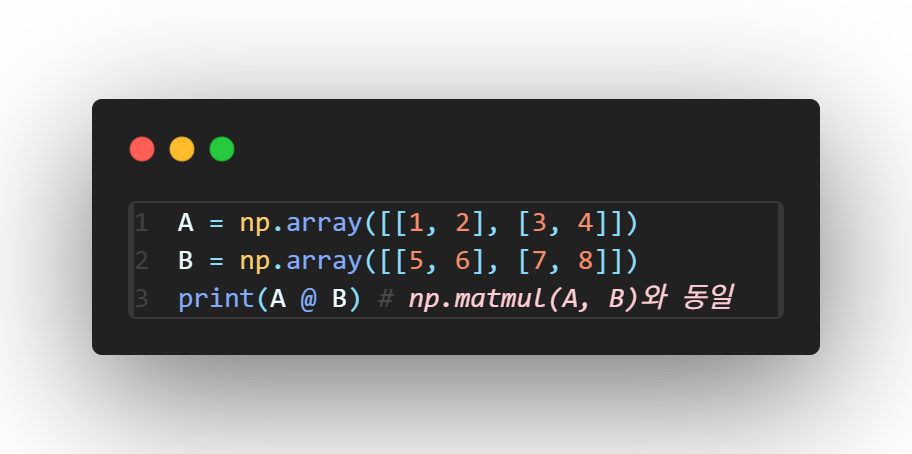 1 A = np.array([[1, 2], [3, 4]])
2 B = np.array([[5, 6], [7, 8]])
3 print(A @ B) # np.matmul(A, B)와 동일